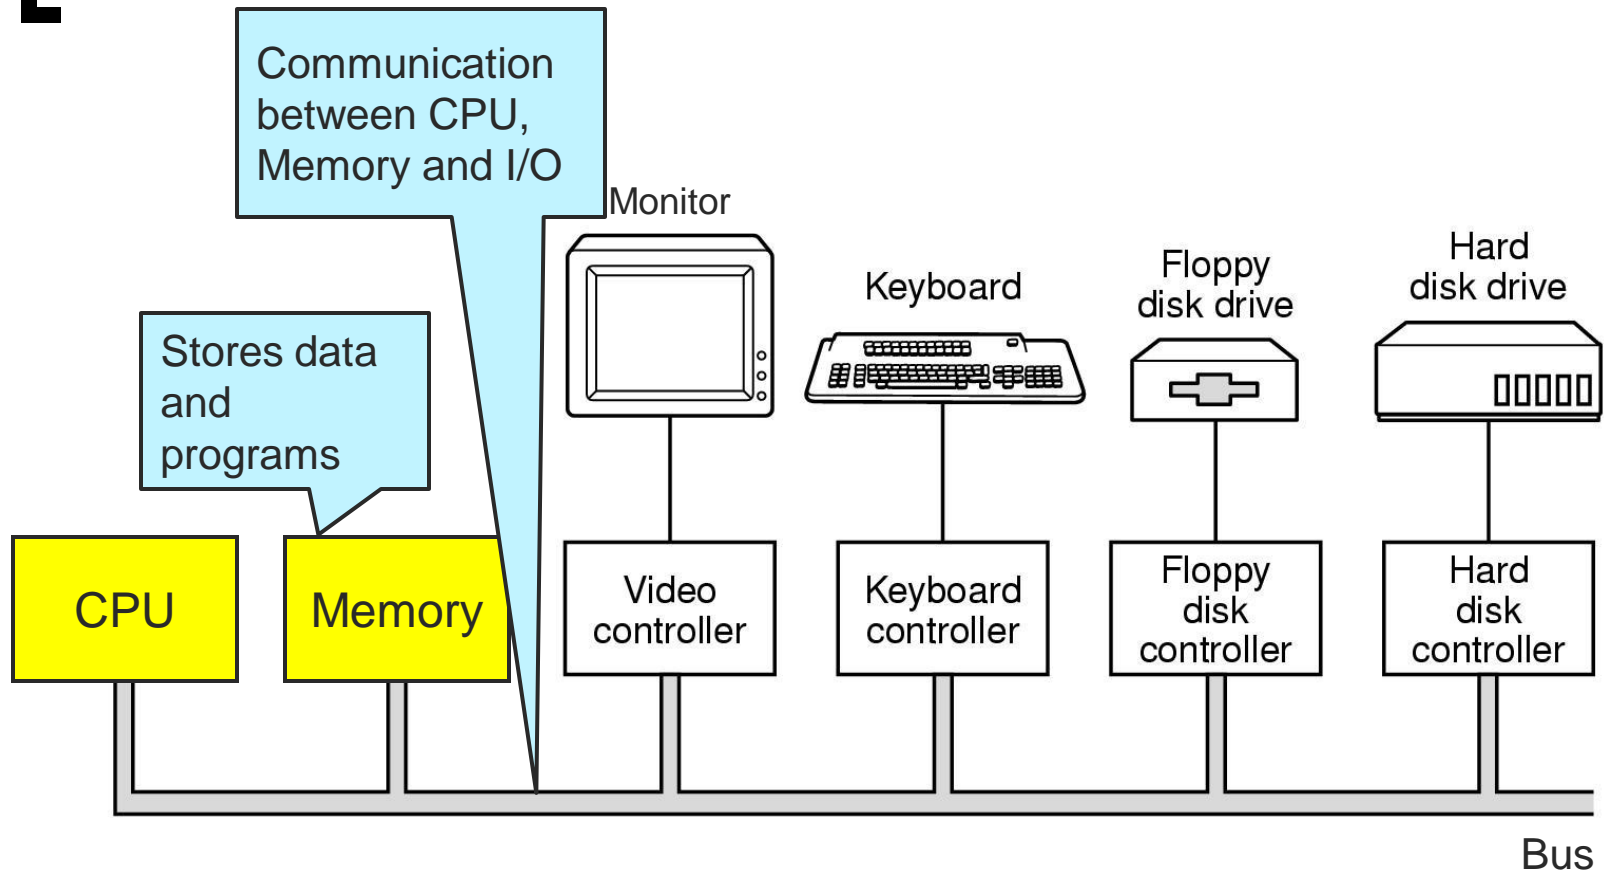 Communication
between CPU,
Memory and I/O
Monitor
Keyboard
Floppy
disk drive
Hard
disk drive
Stores data
and
programs
CPU
Memory
Video
controller
Keyboard
controller
Floppy
disk
controller
Hard
disk
controller
Bus